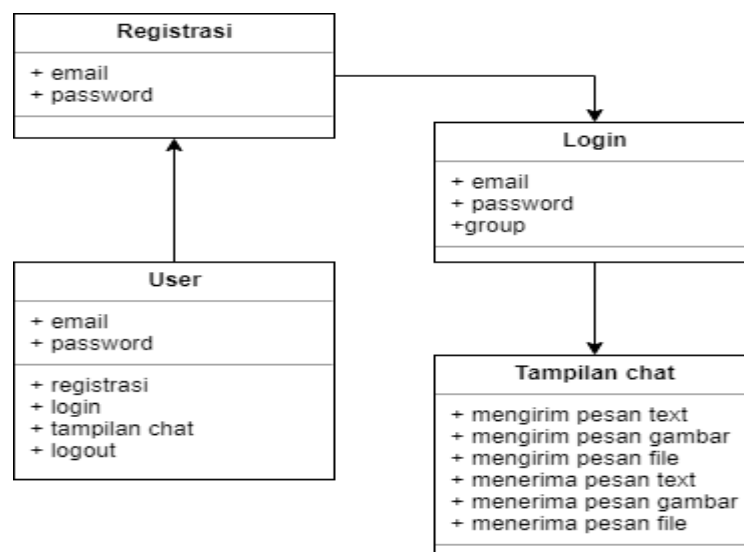 Registrasi
+ email
+ password
Login
+ email
+ password
+group
User
+ email
+ password
+ registrasi
+ login
+ tampilan chat
+ logout
Tampilan chat
+ mengirim pesan text
+ mengirim pesan gambar
+ mengirim pesan file
+ menerima pesan text
+ menerima pesan gambar
+ menerima pesan file